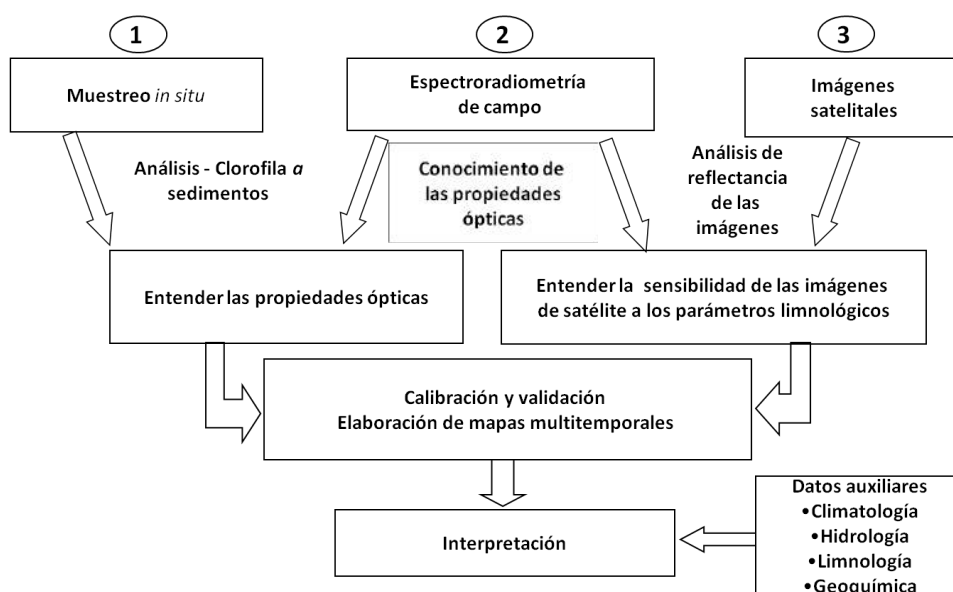 1
2
3
Muestreo in situ
Espectroradiometría
de campo
Imágenes
satelitales
Análisis - Clorofila a
sedimentos
Conocimiento de
las propiedades
ópticas
Análisis de
reflectancia
de las
imágenes
Entender las propiedades ópticas
Entender la sensibilidad de las imágenes
de satélite a los parámetros limnológicos
Calibración y validación
Elaboración de mapas multitemporales
Interpretación
Datos auxiliares
•Climatología
•Hidrología
•Limnología
•Geoquímica